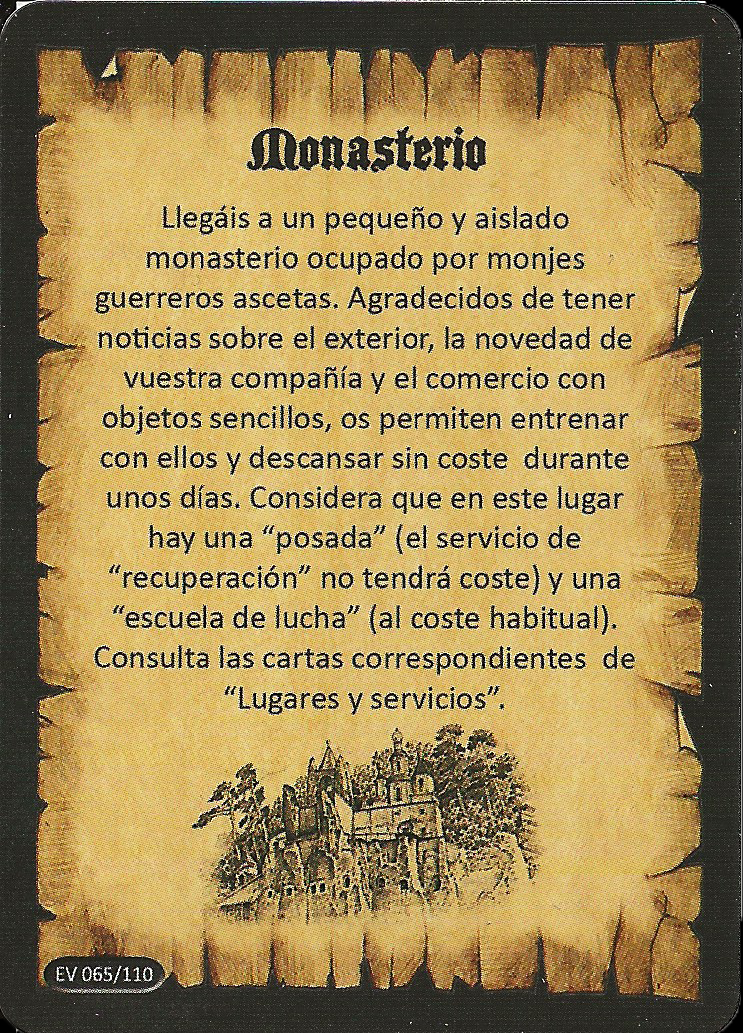 Monasterio
Llegáis a un pequeño y aislado
monasterio ocupado por monjes
guerreros ascetas. Agradecidos de tener
noticias sobre el exterior, la novedad de
vuestra compañía y el comercio con
objetos sencillos, os permiten entrenar
con ellos y descansar sin coste durante
unos días. Considera que en este lugar
hay una “posada” (el servicio de
“recuperación” no tendrá coste) y una
“escuela de lucha” (al coste habitual).
Consulta las cartas correspondientes de
“Lugares y servicios”.
EV 065/110